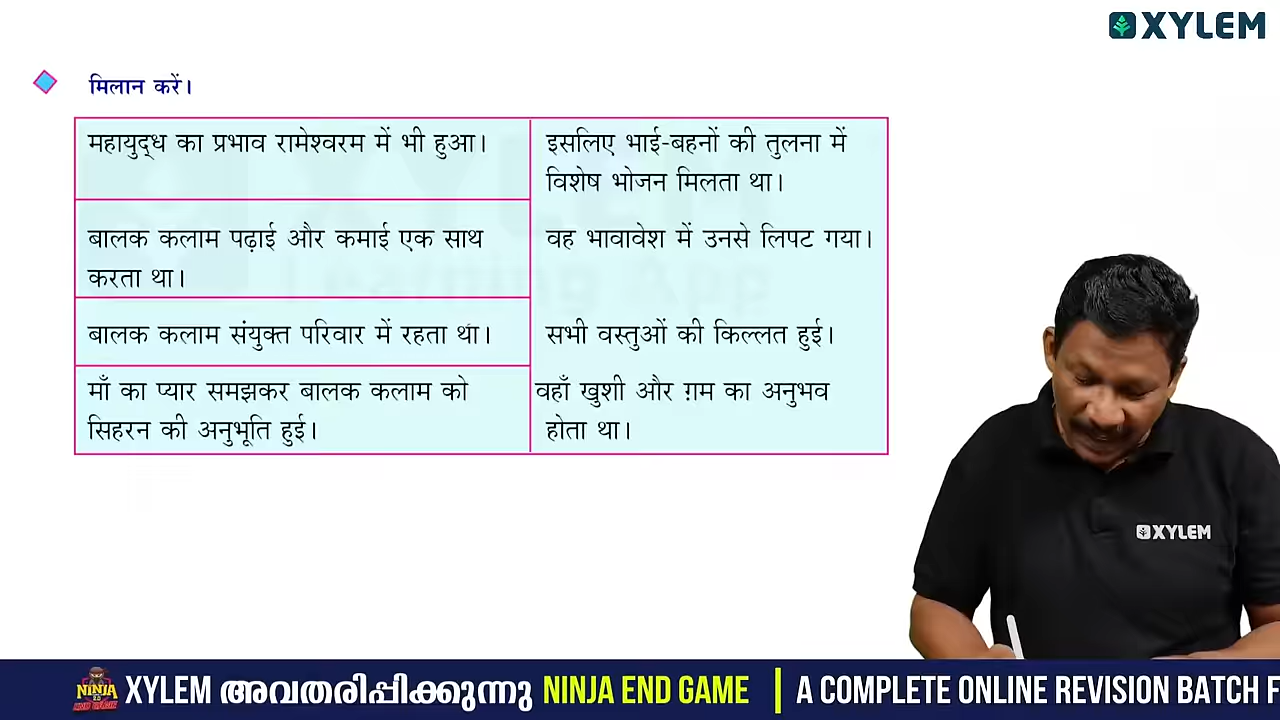 XYLEM
मिलान करें।
महायुद्ध का प्रभाव रामेश्वरम में भी हुआ।
इसलिए भाई-बहनों की तुलना में
विशेष भोजन मिलता था।
बालक कलाम पढ़ाई और कमाई एक साथ
करता था।
वह भावावेश में उनसे लिपट गया।
बालक कलाम संयुक्त परिवार में रहता था।
सभी वस्तुओं की किल्लत हुई।
माँ का प्यार समझकर बालक कलाम को
सिहरन की अनुभूति हुई।
वहाँ खुशी और ग़म का अनुभव
होता था।
XYLEM
NINJA
XYLEM അവതരിപ്പിക്കുന്നു NINJA END GAME | A COMPLETE ONLINE REVISION BATCH F